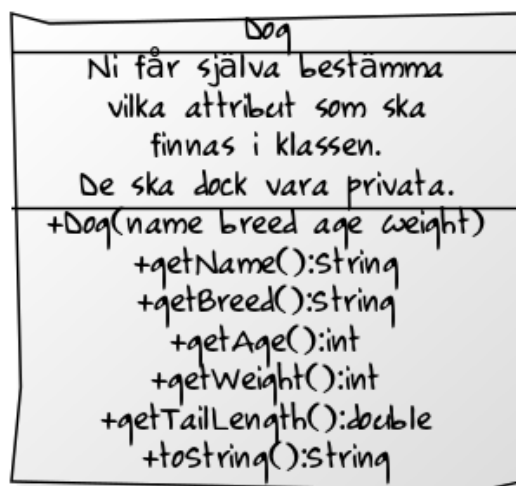 Dog
Ni får själva bestämma
vilka attribut som ska
finnas i klassen.
De ska dock vara privata.
+Dog(name breed age weight)
+getName():String
+getBreed():String
+getAge():int
+getWeight():int
+getTailLength():double
+toString():String